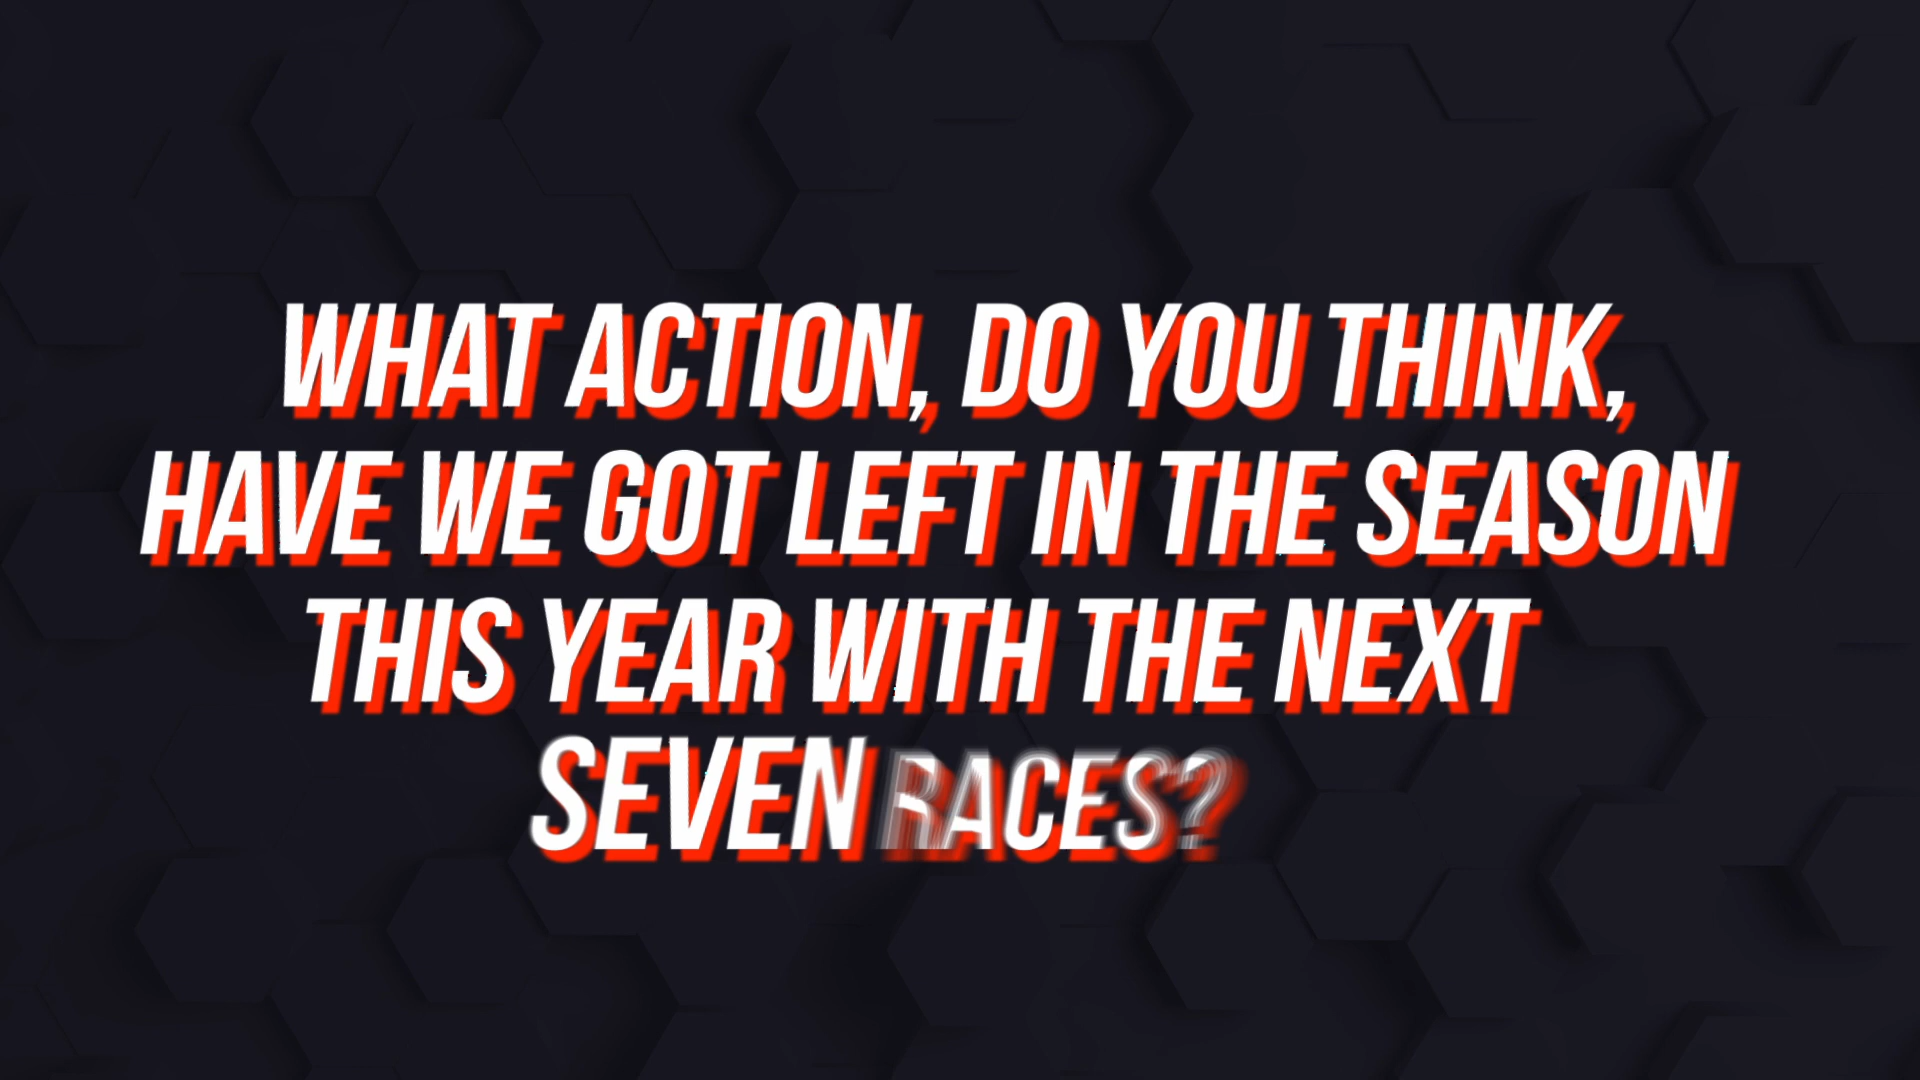 WHAT ACTION, DO YOU THINK,
HAVE WE GOT LEFT IN THE SEASON
THIS YEAR WITH THE NEXT
SEVEN RACES?